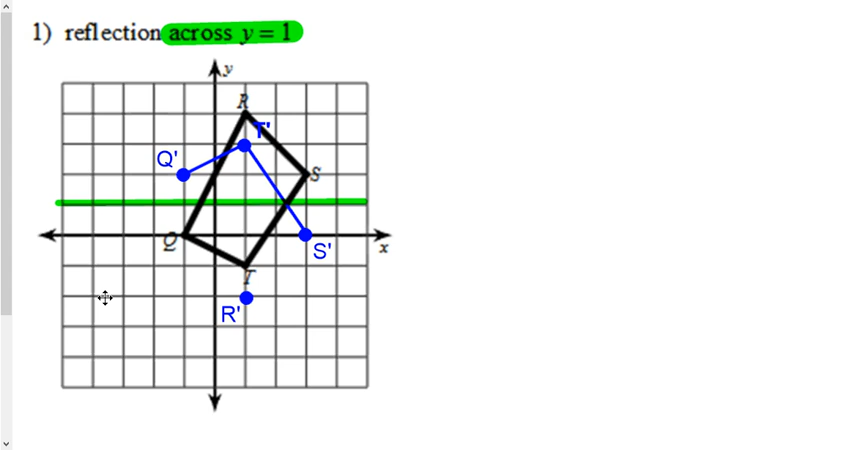 1) reflection across y = 1
y
R
T'
Q'
S
Q
x
S'
T
R'